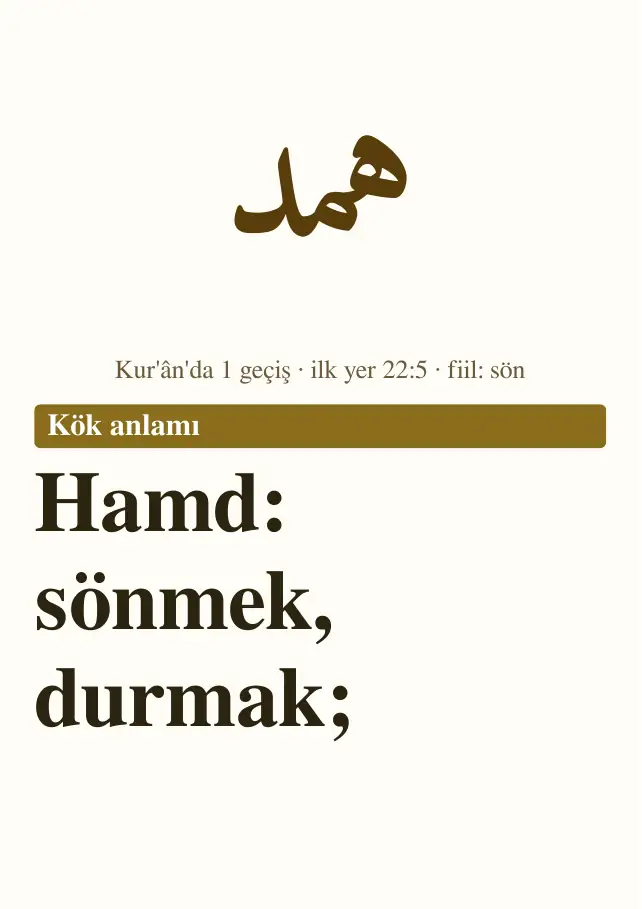 همد
Kur'ân'da 1 geçiş · ilk yer 22:5 · fiil: sön
Kök anlamı
Hamd:
sönmek,
durmak;